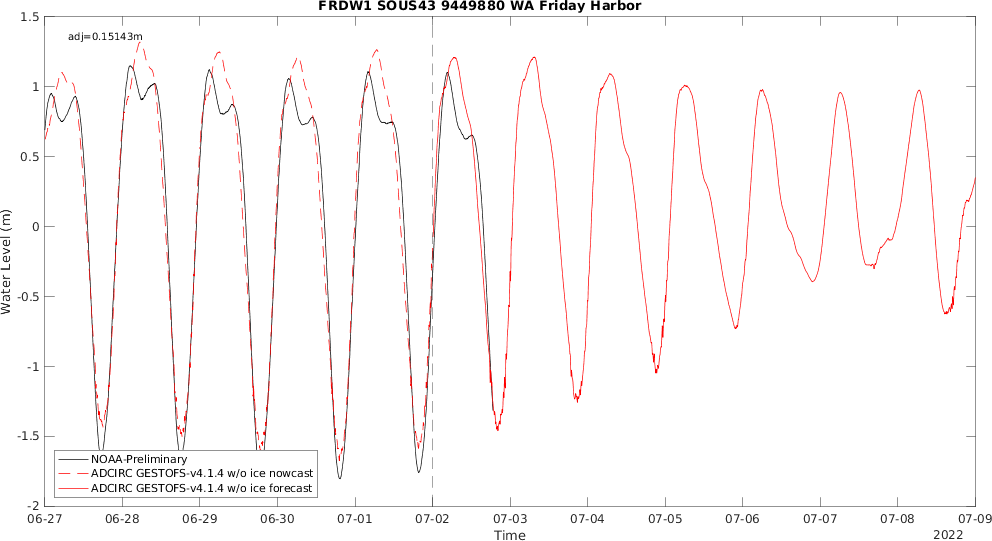 FRDW1 SOUS43 9449880 WA Friday Harbor
adj=0.15143m
1.5
1
0.5
0
-0.5
-1
-1.5
-2
Water Level (m)
NOAA-Preliminary
ADCIRC GESTOFS-v4.1.4 w/o ice nowcast
ADCIRC GESTOFS-v4.1.4 w/o ice forecast
06-27 06-28 06-29 06-30 07-01 07-02 07-03 07-04 07-05 07-06 07-07 07-08 07-09
Time
2022